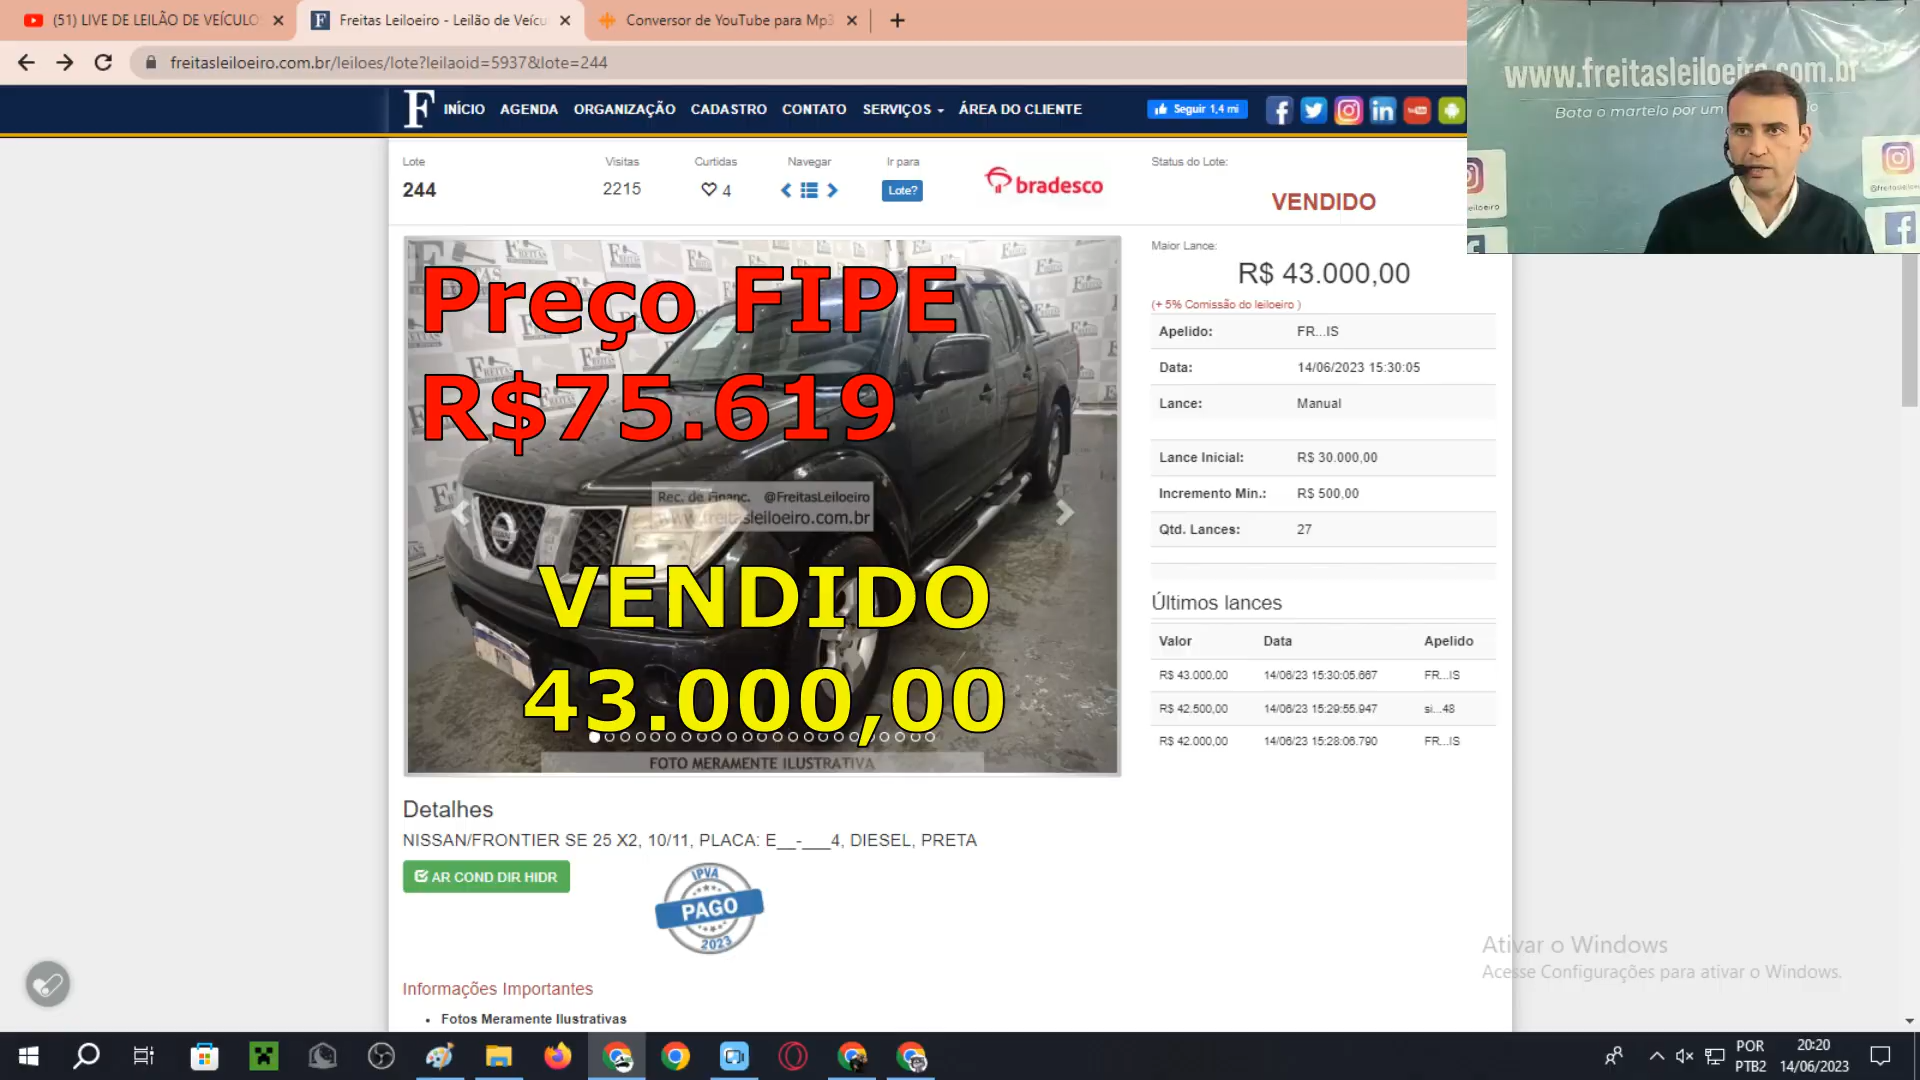 (51) LIVE DE LEILÃO DE VEÍCULO
Freitas Leiloeiro - Leilão de Veícu
Conversor de YouTube para Mp3
freitasleiloeiro.com.br/leiloes/lote?leilaoid=5937&lote=244
F INÍCIO AGENDA ORGANIZAÇÃO CADASTRO CONTATO SERVIÇOS ÁREA DO CLIENTE
Seguir 1,4 mi
www.freitasleiloeiro.com.br
Bota o martelo por um
Lote
244
Visitas
2215
Curtidas
4
Navegar
Ir para
Lote?
bradesco
Status do Lote:
VENDIDO
Preço FIPE
R$75.619
Rec. de Financ. @FreitasLeiloeiro
www.freitasleiloeiro.com.br
VENDIDO
43.000,00
FOTO MERAMENTE ILUSTRATIVA
Maior Lance:
R$ 43.000,00
(+ 5% Comissão do leiloeiro )
Apelido: FR...IS
Data: 14/06/2023 15:30:05
Lance: Manual
Lance Inicial: R$ 30.000,00
Incremento Min.: R$ 500,00
Qtd. Lances: 27
Últimos lances
Valor Data Apelido
R$ 43.000,00 14/06/23 15:30:05.667 FR...IS
R$ 42.500,00 14/06/23 15:29:55.947 si...48
R$ 42.000,00 14/06/23 15:28:06.790 FR...IS
Detalhes
NISSAN/FRONTIER SE 25 X2, 10/11, PLACA: E__-___4, DIESEL, PRETA
AR COND DIR HIDR
IPVA
PAGO
2023
Informações Importantes
• Fotos Meramente Ilustrativas
Ativar o Windows
Acesse Configurações para ativar o Windows.
POR
PTB2
20:20
14/06/2023